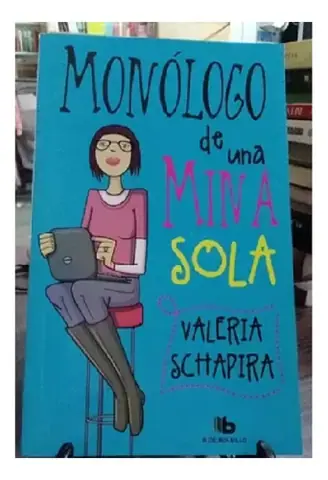 MONÓLOGO
de una
MINA
SOLA
VALERIA
SCHAPIRA
b
B DE BOLSILLO